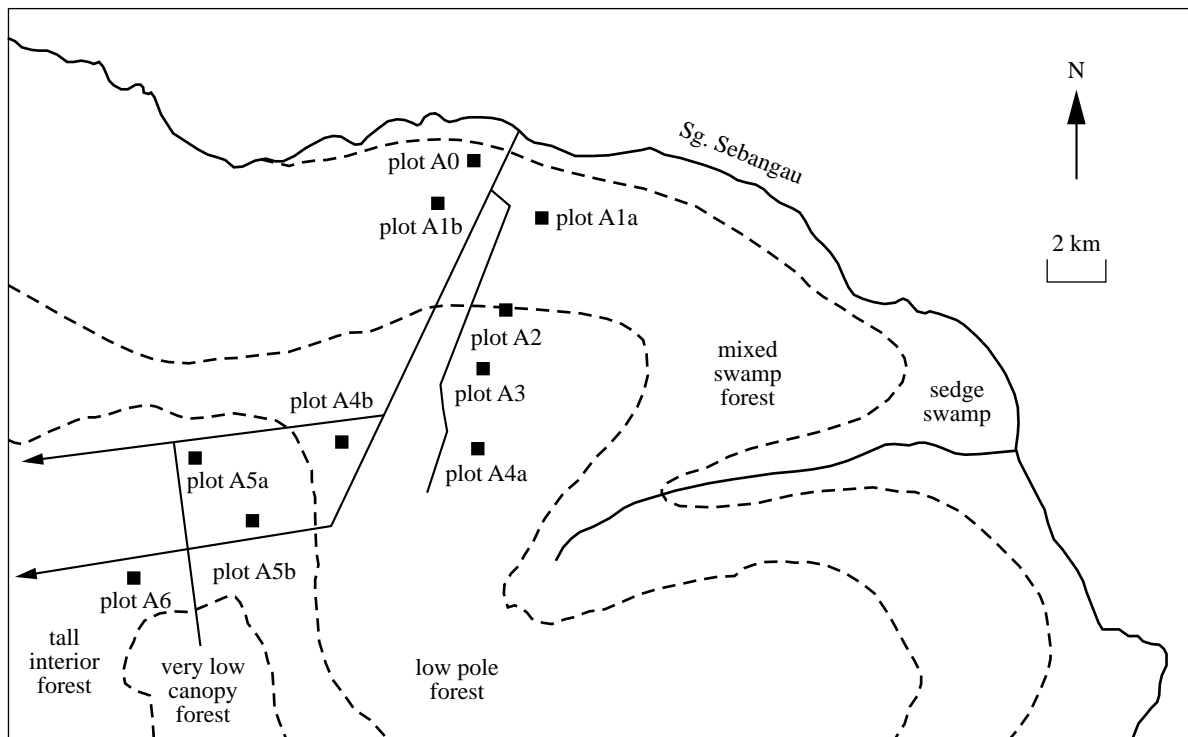 N
Sg. Sebangau
plot A0
plot A1b
plot A1a
2 km
plot A2
mixed
swamp
forest
plot A3
sedge
swamp
plot A4b
plot A4a
plot A5a
plot A5b
plot A6
tall
interior
forest
very low
canopy
forest
low pole
forest